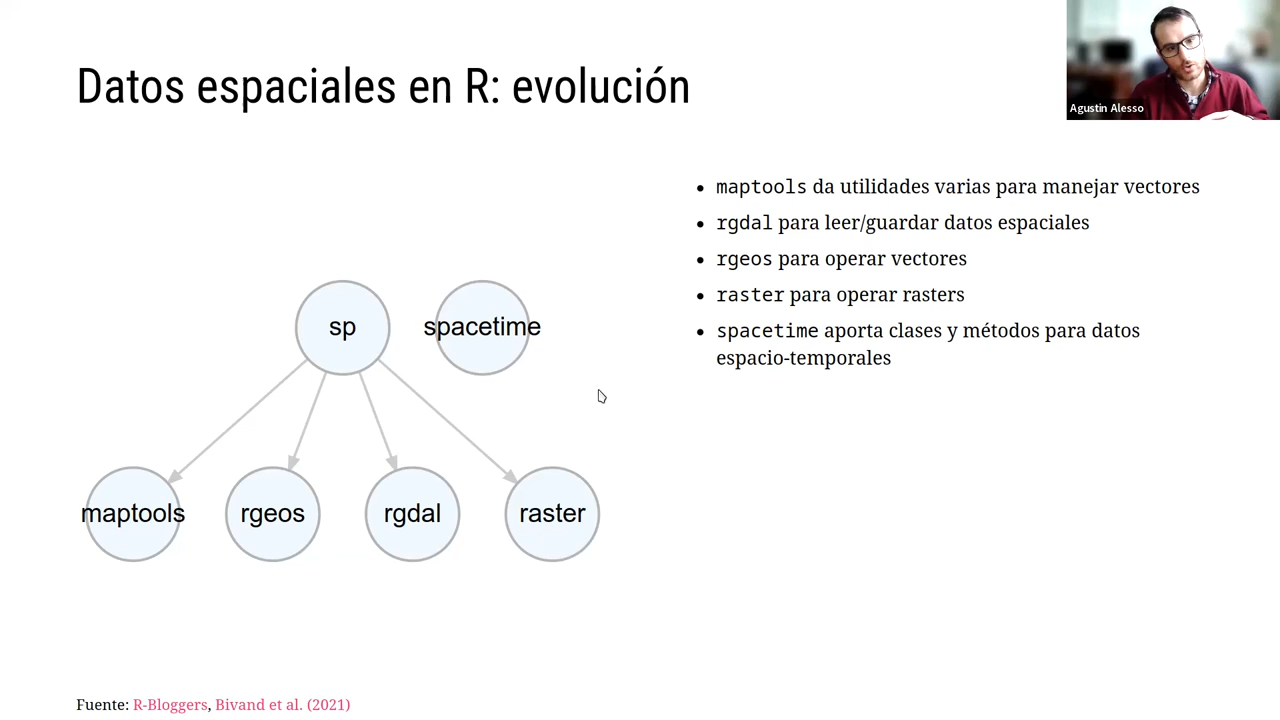 Datos espaciales en R: evolución
Agustin Alesso
maptools da utilidades varias para manejar vectores
rgdal para leer/guardar datos espaciales
rgeos para operar vectores
raster para operar rasters
spacetime aporta clases y métodos para datos
espacio-temporales
sp
spacetime
maptools
rgeos
rgdal
raster
Fuente: R-Bloggers, Bivand et al. (2021)